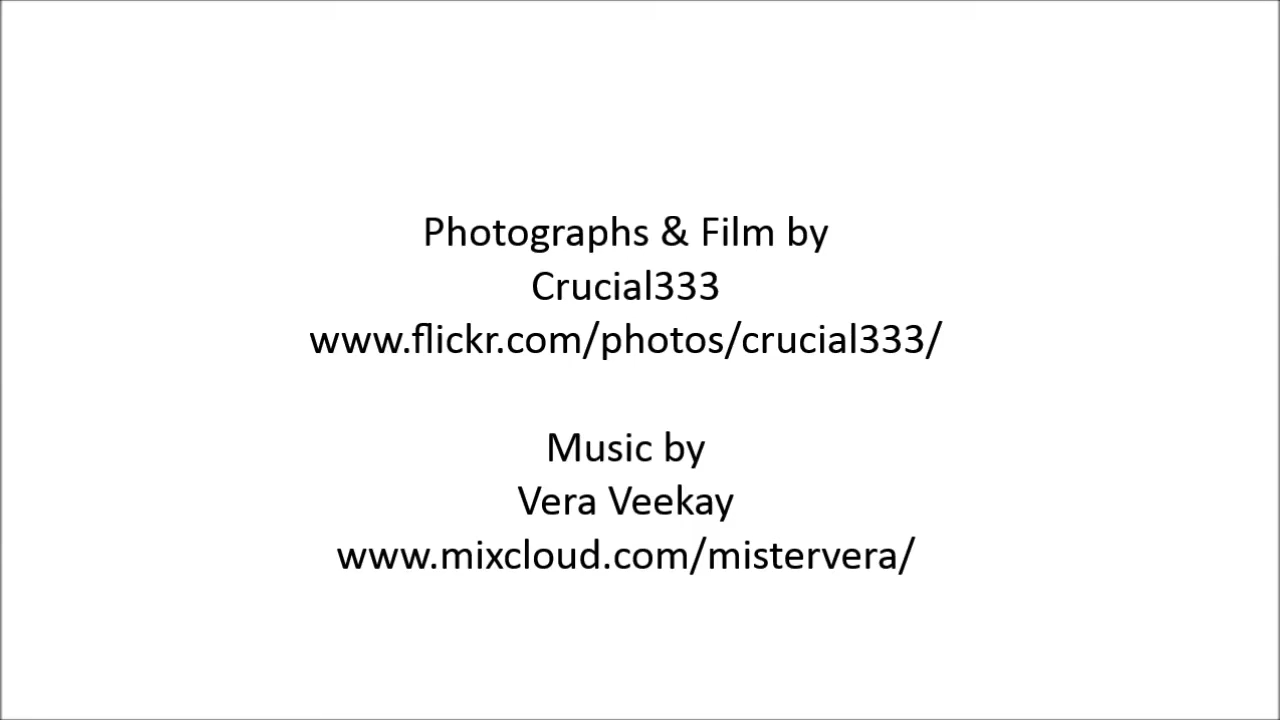 Photographs & Film by
Crucial333
www.flickr.com/photos/crucial333/
Music by
Vera Veekay
www.mixcloud.com/mistervera/